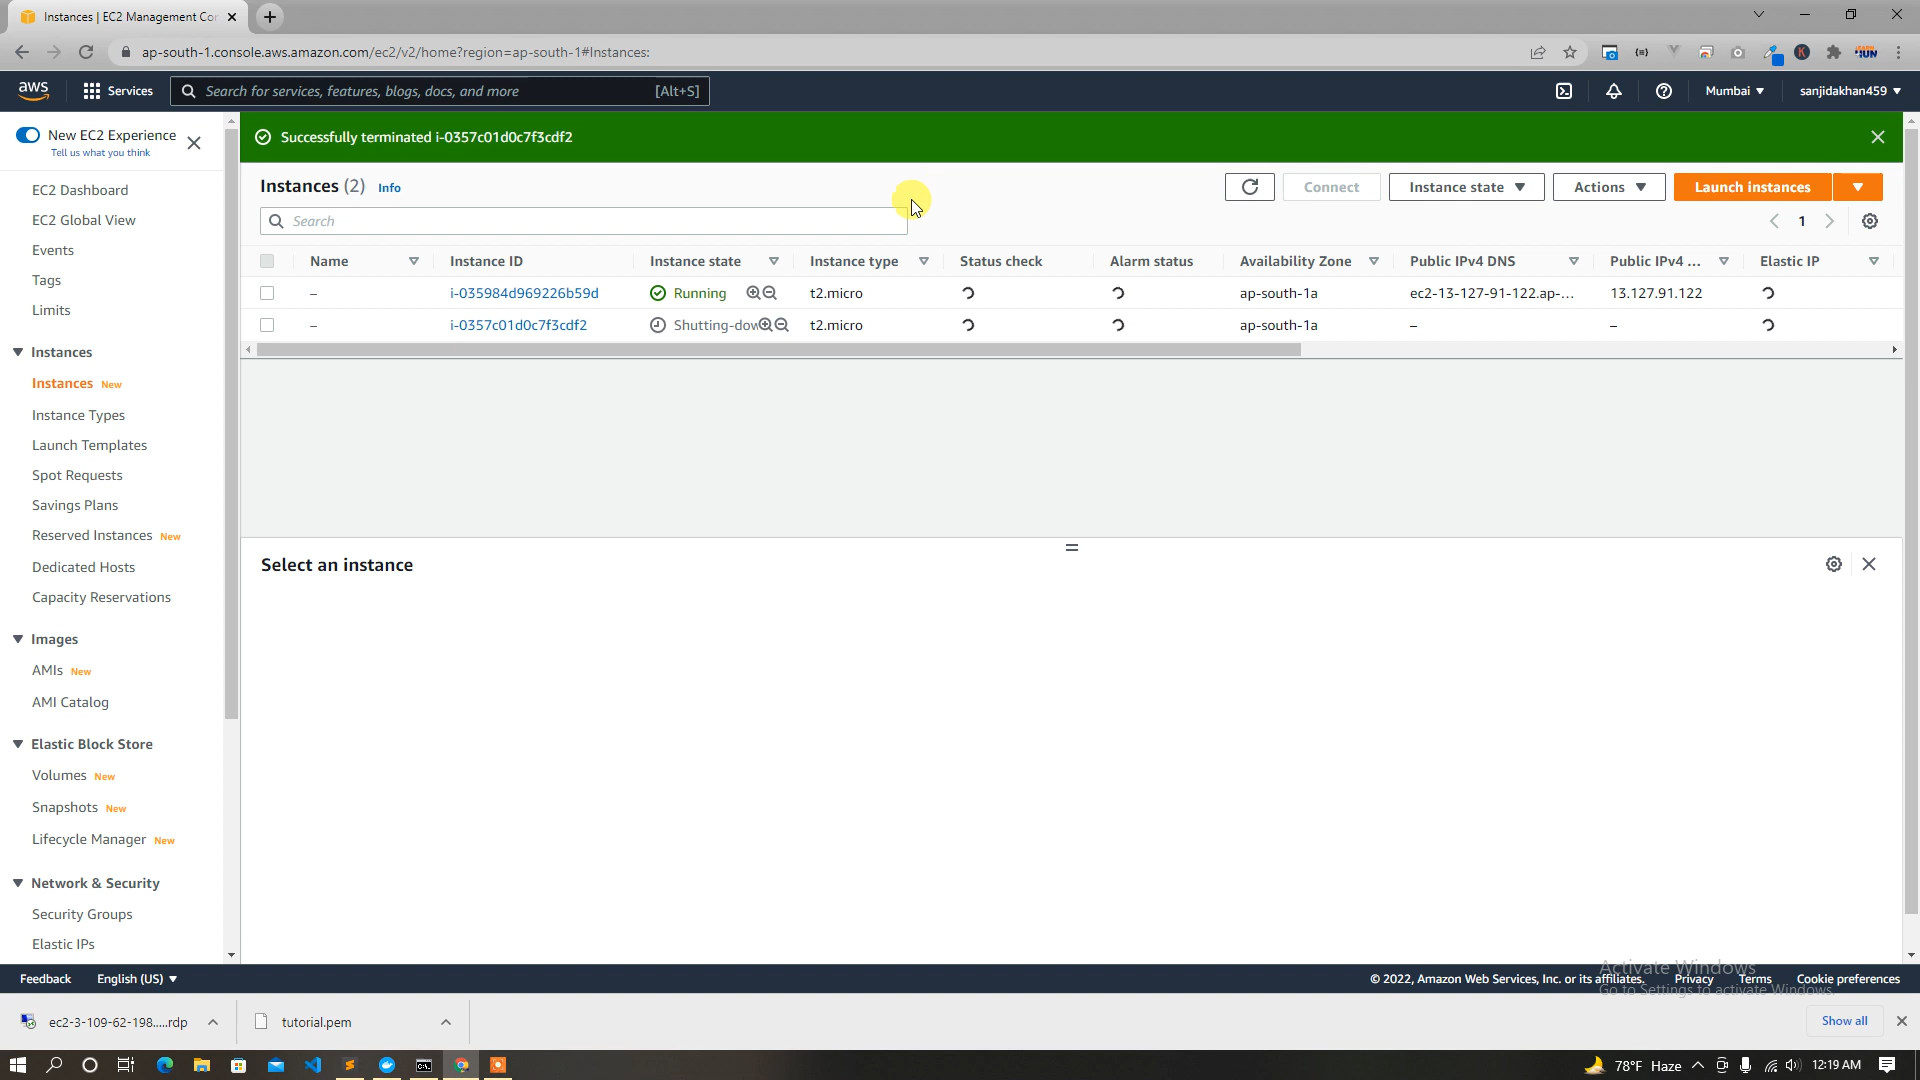 Instances | EC2 Management Cor
ap-south-1.console.aws.amazon.com/ec2/v2/home?region=ap-south-1#Instances:
aws
Services
Search for services, features, blogs, docs, and more
[Alt+S]
Mumbai
sanjidakhan459
New EC2 Experience
Tell us what you think
EC2 Dashboard
EC2 Global View
Events
Tags
Limits
Instances
Instances New
Instance Types
Launch Templates
Spot Requests
Savings Plans
Reserved Instances New
Dedicated Hosts
Capacity Reservations
Images
AMIs New
AMI Catalog
Elastic Block Store
Volumes New
Snapshots New
Lifecycle Manager New
Network & Security
Security Groups
Elastic IPs
Successfully terminated i-0357c01d0c7f3cdf2
Instances (2) Info
Connect
Instance state
Actions
Launch instances
Search
1
Name Instance ID Instance state Instance type Status check Alarm status Availability Zone Public IPv4 DNS Public IPv4 ... Elastic IP
– i-035984d969226b59d Running t2.micro ap-south-1a ec2-13-127-91-122.ap-... 13.127.91.122
– i-0357c01d0c7f3cdf2 Shutting-dow t2.micro ap-south-1a – –
Select an instance
Activate Windows
Go to Settings to activate Windows.
Feedback English (US)
© 2022, Amazon Web Services, Inc. or its affiliates. Privacy Terms Cookie preferences
ec2-3-109-62-198.....rdp
tutorial.pem
Show all
78°F Haze
12:19 AM